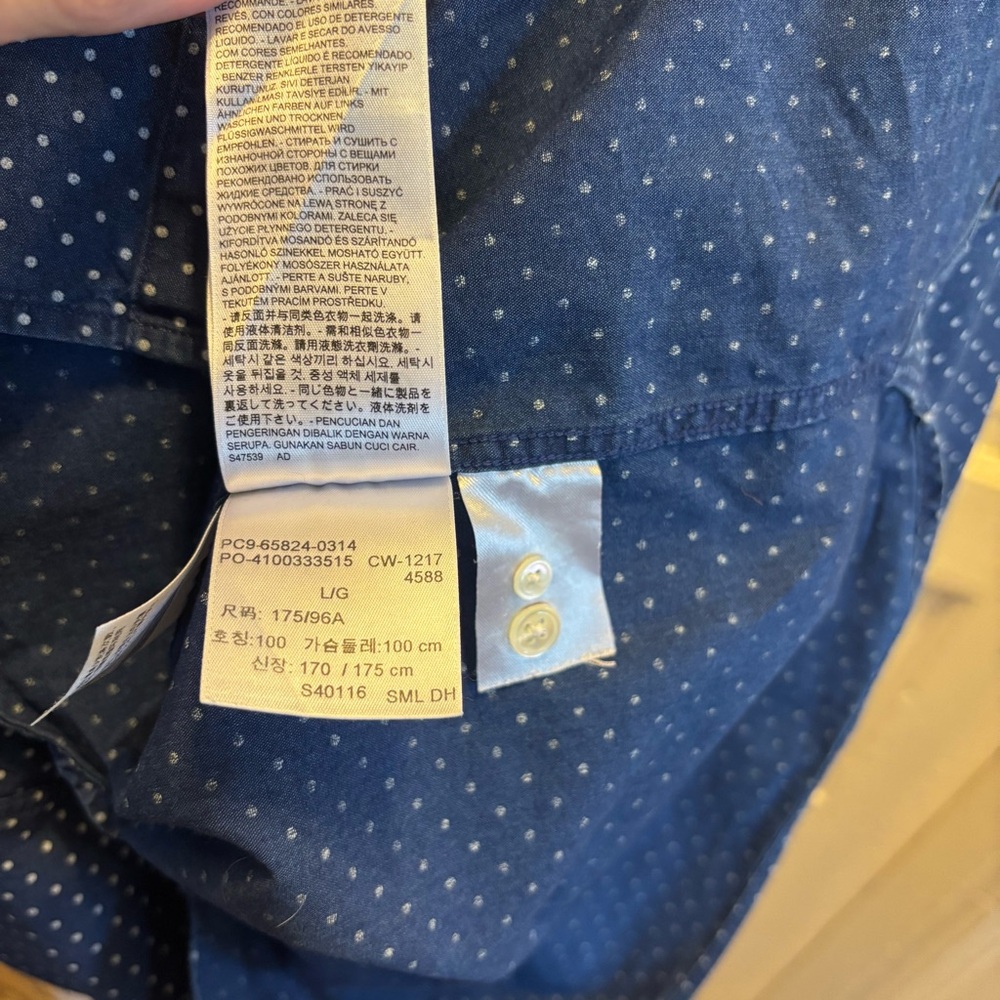 RECOMMANDÉ. - LAV
REVÉS, CON COLORES SIMILARES,
RECOMENDADO EL USO DE DETERGENTE
LÍQUIDO. - LAVAR E SECAR DO AVESSO
COM CORES SEMELHANTES.
DETERGENTE LÍQUIDO É RECOMENDADO.
- BENZER RENKLERLE TERSTEN YIKAYIP
KURUTUNUZ. SIVI DETERJAN
KULLANILMASI TAVSİYE EDİLİR. - MIT
ÄHNLICHEN FARBEN AUF LINKS
WASCHEN UND TROCKNEN.
FLÜSSIGWASCHMITTEL WIRD
EMPFOHLEN. - СТИРАТЬ И СУШИТЬ С
ИЗНАНОЧНОЙ СТОРОНЫ С ВЕЩАМИ
ПОХОЖИХ ЦВЕТОВ. ДЛЯ СТИРКИ
РЕКОМЕНДОВАНО ИСПОЛЬЗОВАТЬ
ЖИДКИЕ СРЕДСТВА. - PRAĆ I SUSZYĆ
WYWRÓCONE NA LEWĄ STRONĘ Z
PODOBNYMI KOLORAMI. ZALECA SIĘ
UŻYCIE PŁYNNEGO DETERGENTU. -
KIFORDÍTVA MOSANDÓ ÉS SZÁRÍTANDÓ
HASONLÓ SZÍNEKKEL MOSHATÓ EGYÜTT.
FOLYÉKONY MOSÓSZER HASZNÁLATA
AJÁNLOTT. - PERTE A SUŠTE NARUBY,
S PODOBNÝMI BARVAMI. PERTE V
TEKUTÉM PRACÍM PROSTŘEDKU.
- 请反面并与同类色衣物一起洗涤。请
使用液体清洁剂。- 需和相似色衣物一
同反面洗滌。請用液態洗衣劑洗滌。-
세탁시 같은 색상끼리 하십시요. 세탁시
옷을 뒤집을 것. 중성 액체 세제를
사용하세요. - 同じ色物と一緒に製品を
裏返して洗ってください。液体洗剤を
ご使用下さい。- PENCUCIAN DAN
PENGERINGAN DIBALIK DENGAN WARNA
SERUPA. GUNAKAN SABUN CUCI CAIR.
S47539 AD
PC9-65824-0314
PO-4100333515 CW-1217
4588
L/G
尺码: 175/96A
호칭:100 가슴둘레:100 cm
신장: 170 / 175 cm
S40116 SML DH